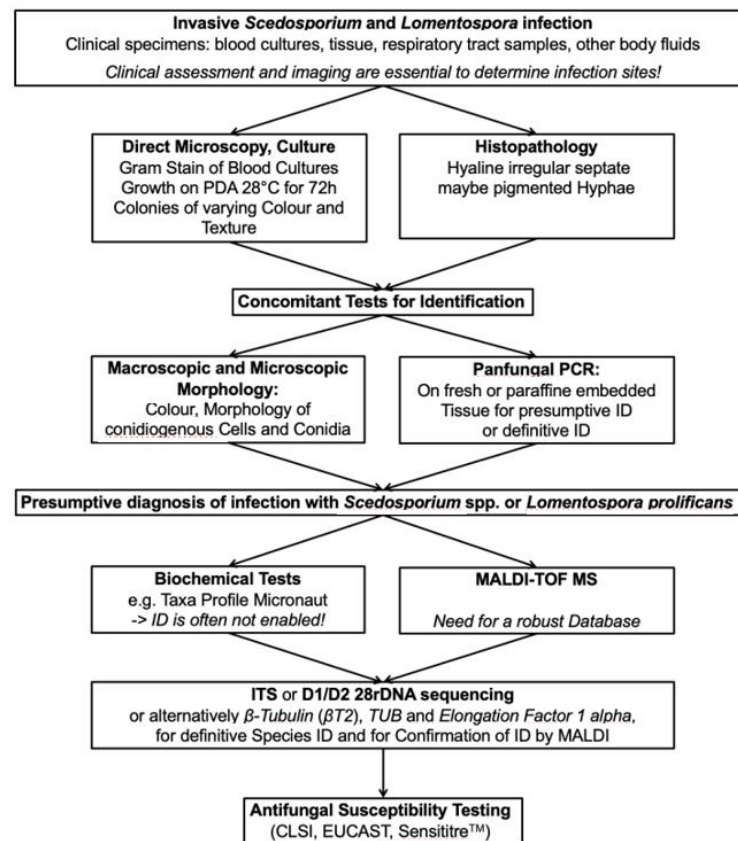 Invasive Scedosporium and Lomentospora infection
Clinical specimens: blood cultures, tissue, respiratory tract samples, other body fluids
Clinical assessment and imaging are essential to determine infection sites!
Direct Microscopy, Culture
Gram Stain of Blood Cultures
Growth on PDA 28°C for 72h
Colonies of varying Colour and
Texture
Histopathology
Hyaline irregular septate
maybe pigmented Hyphae
Concomitant Tests for Identification
Macroscopic and Microscopic
Morphology:
Colour, Morphology of
conidiogenous Cells and Conidia
Panfungal PCR:
On fresh or paraffine embedded
Tissue for presumptive ID
or definitive ID
Presumptive diagnosis of infection with Scedosporium spp. or Lomentospora prolificans
Biochemical Tests
e.g. Taxa Profile Micronaut
-> ID is often not enabled!
MALDI-TOF MS
Need for a robust Database
ITS or D1/D2 28rDNA sequencing
or alternatively β-Tubulin (βT2), TUB and Elongation Factor 1 alpha,
for definitive Species ID and for Confirmation of ID by MALDI
Antifungal Susceptibility Testing
(CLSI, EUCAST, Sensititre™)